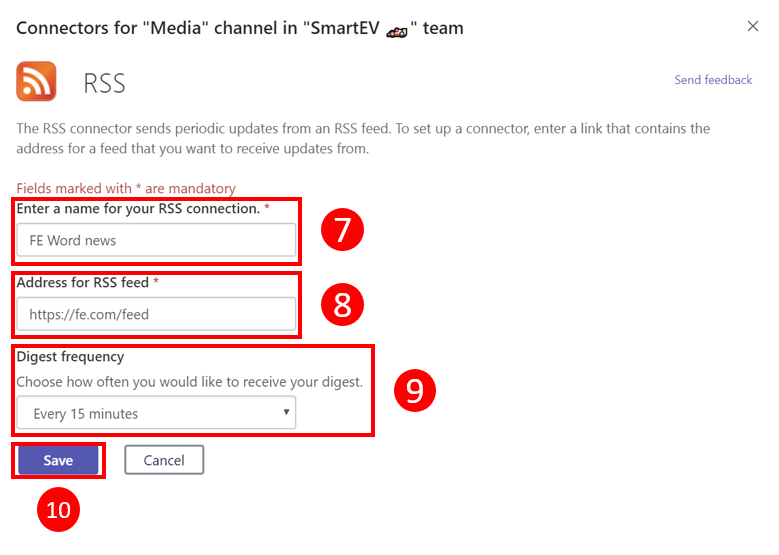 Connectors for "Media" channel in "SmartEV 🏎️" team
RSS
Send feedback
The RSS connector sends periodic updates from an RSS feed. To set up a connector, enter a link that contains the
address for a feed that you want to receive updates from.
Fields marked with * are mandatory
Enter a name for your RSS connection. *
FE Word news
7
Address for RSS feed *
https://fe.com/feed
8
Digest frequency
Choose how often you would like to receive your digest.
Every 15 minutes
9
Save
Cancel
10